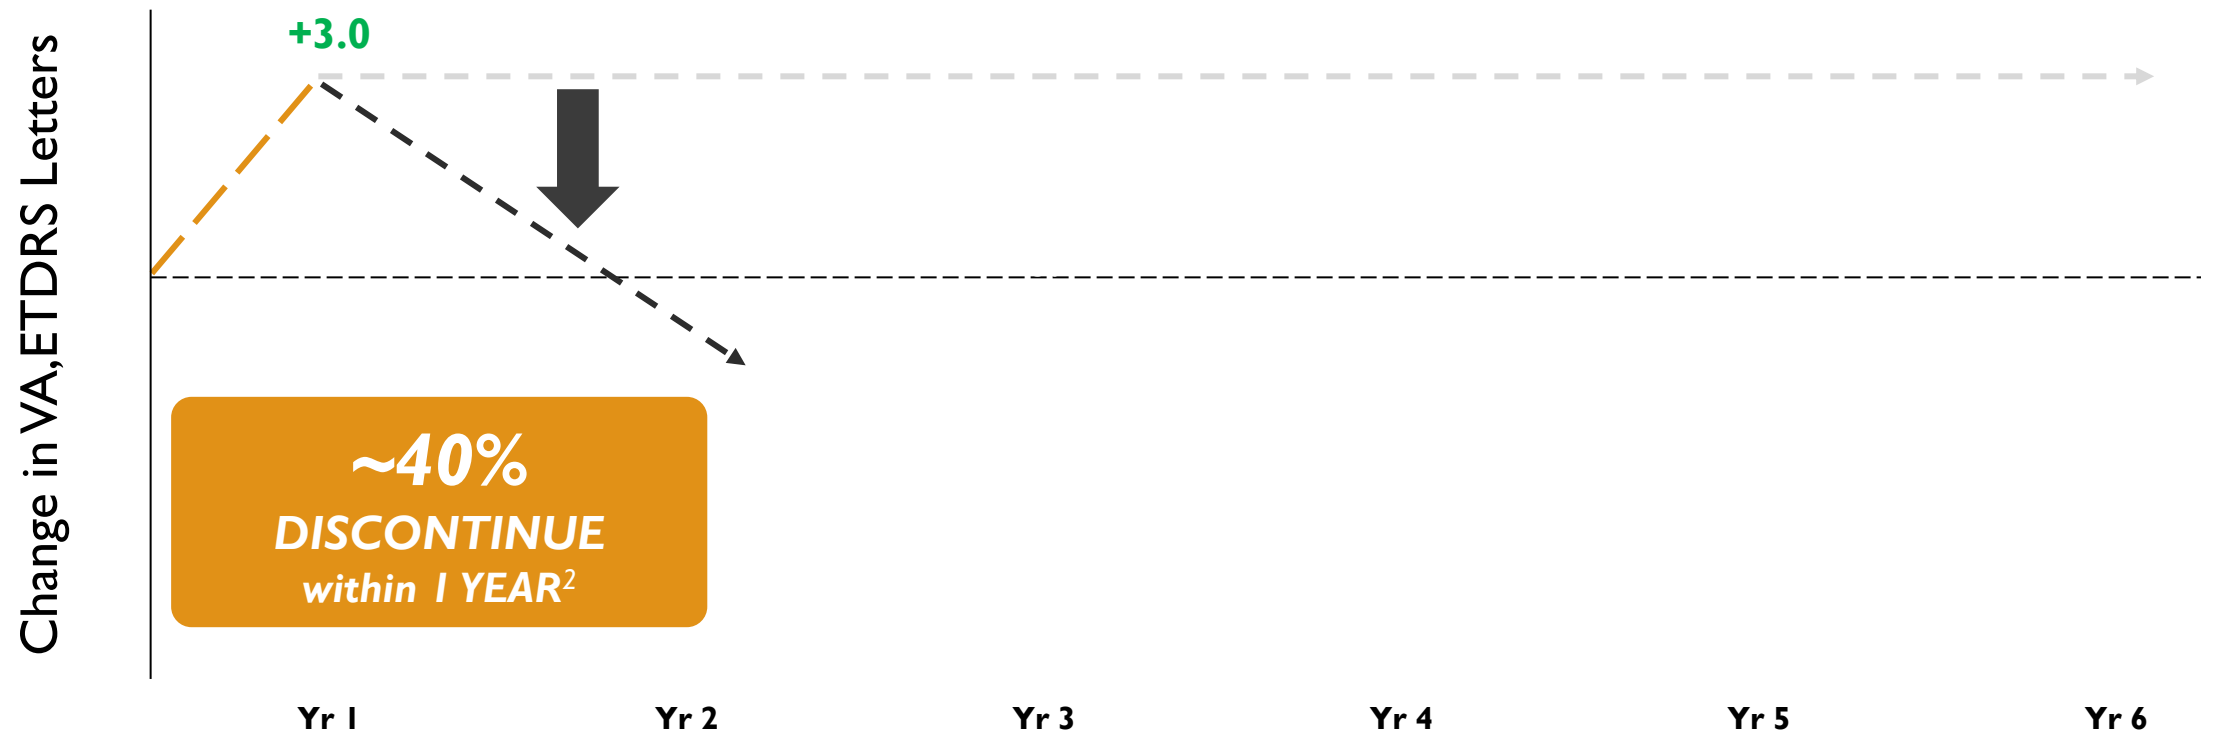 Change in VA,ETDRS Letters
+3.0
~40%
DISCONTINUE
within 1 YEAR²
Yr 1
Yr 2
Yr 3
Yr 4
Yr 5
Yr 6